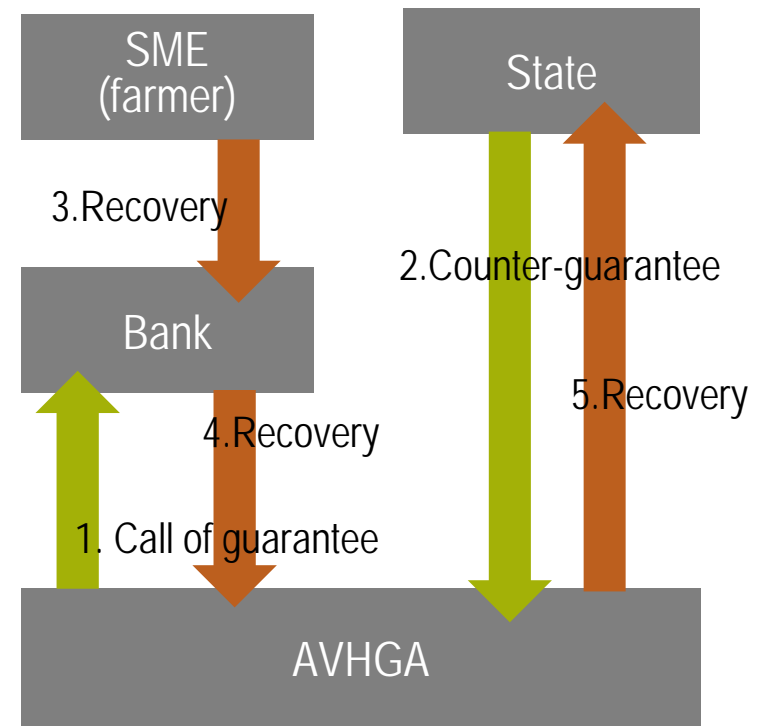 SME
(farmer)
State
3.Recovery
2.Counter-guarantee
Bank
5.Recovery
4.Recovery
1. Call of guarantee
AVHGA